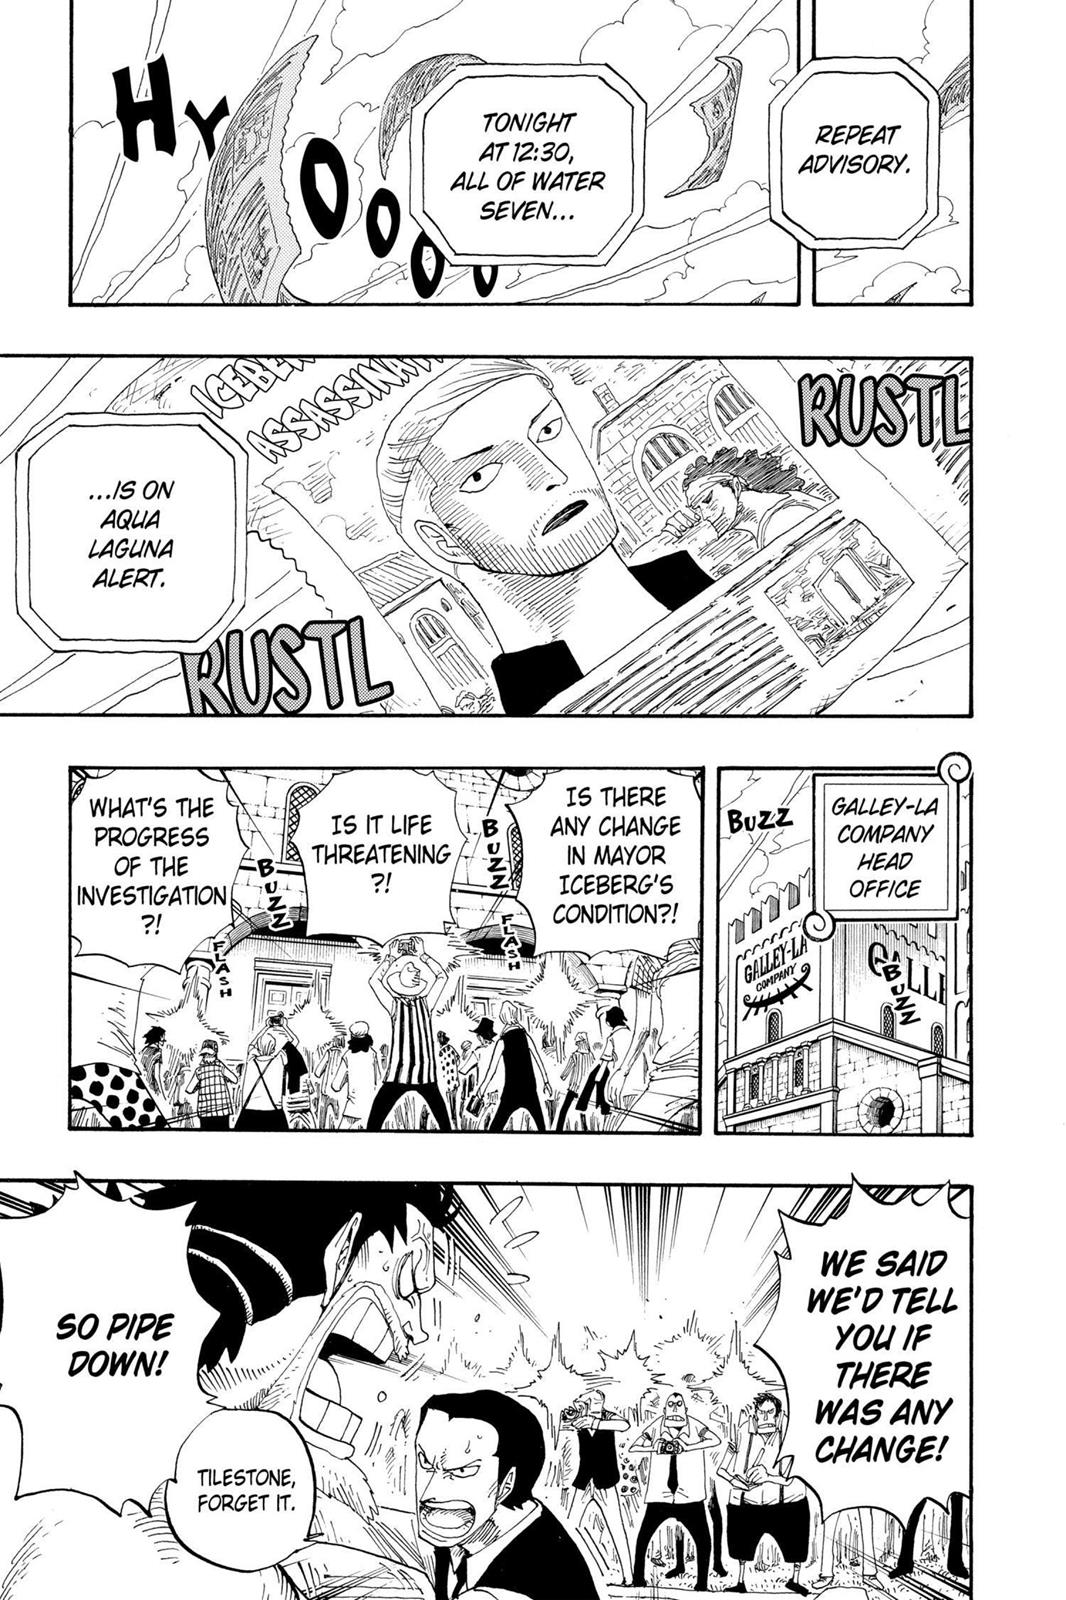 REPEAT
ADVISORY.
TONIGHT
AT 12:30,
ALL OF WATER
SEVEN...
HYOOOOO
...IS ON
AQUA
LAGUNA
ALERT.
RUSTL
RUSTL
GALLEY-LA
COMPANY
HEAD
OFFICE
BUZZ
GALLEY-LA
COMPANY
BUZZ
IS THERE
ANY CHANGE
IN MAYOR
ICEBERG'S
CONDITION?!
BUZZ
FLASH
IS IT LIFE
THREATENING
?!
BUZZ
FLASH
WHAT'S THE
PROGRESS
OF THE
INVESTIGATION
?!
WE SAID
WE'D TELL
YOU IF
THERE
WAS ANY
CHANGE!
SO PIPE
DOWN!
TILESTONE,
FORGET IT.